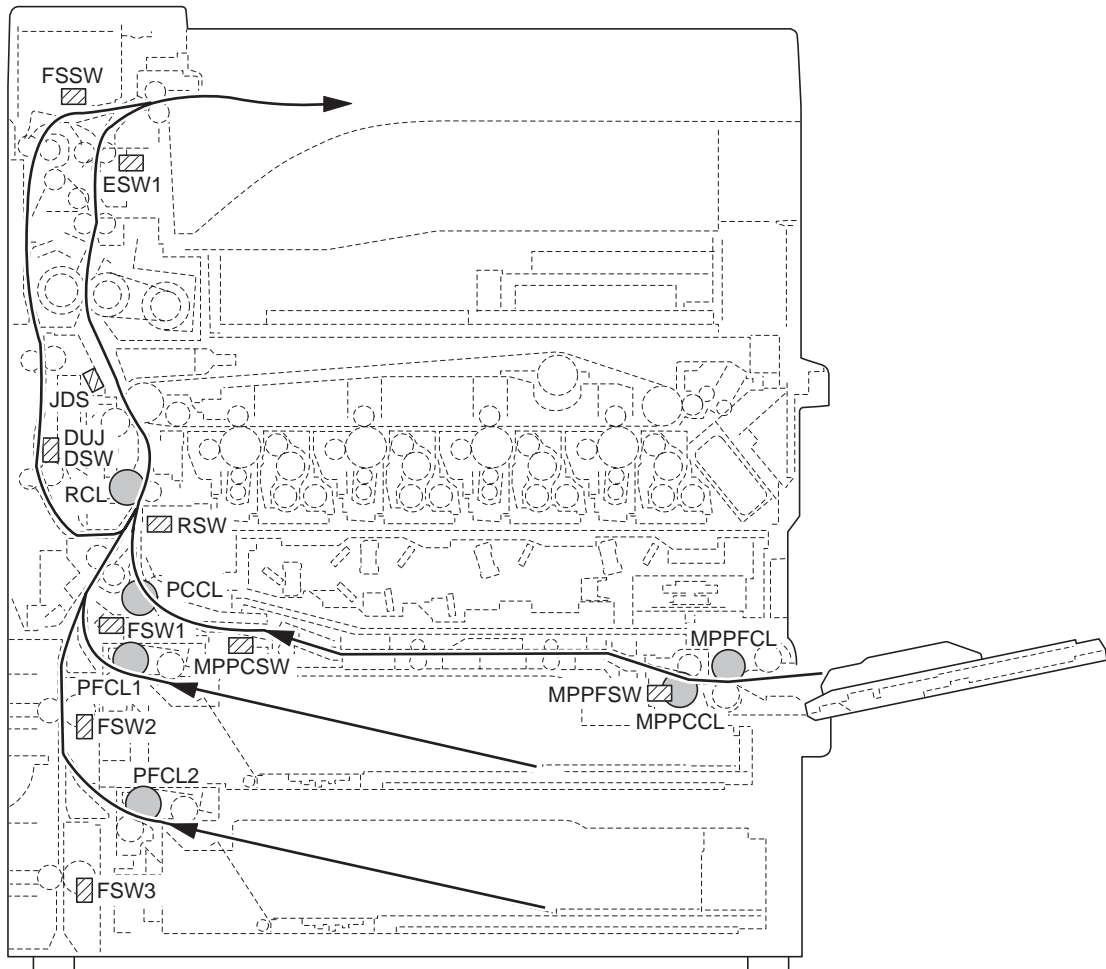 FSSW
ESW1
JDS
DUJ
DSW
RCL
RSW
PCCL
FSW1
MPPCSW
MPPFCL
PFCL1
MPPFSW
MPPCCL
FSW2
PFCL2
FSW3